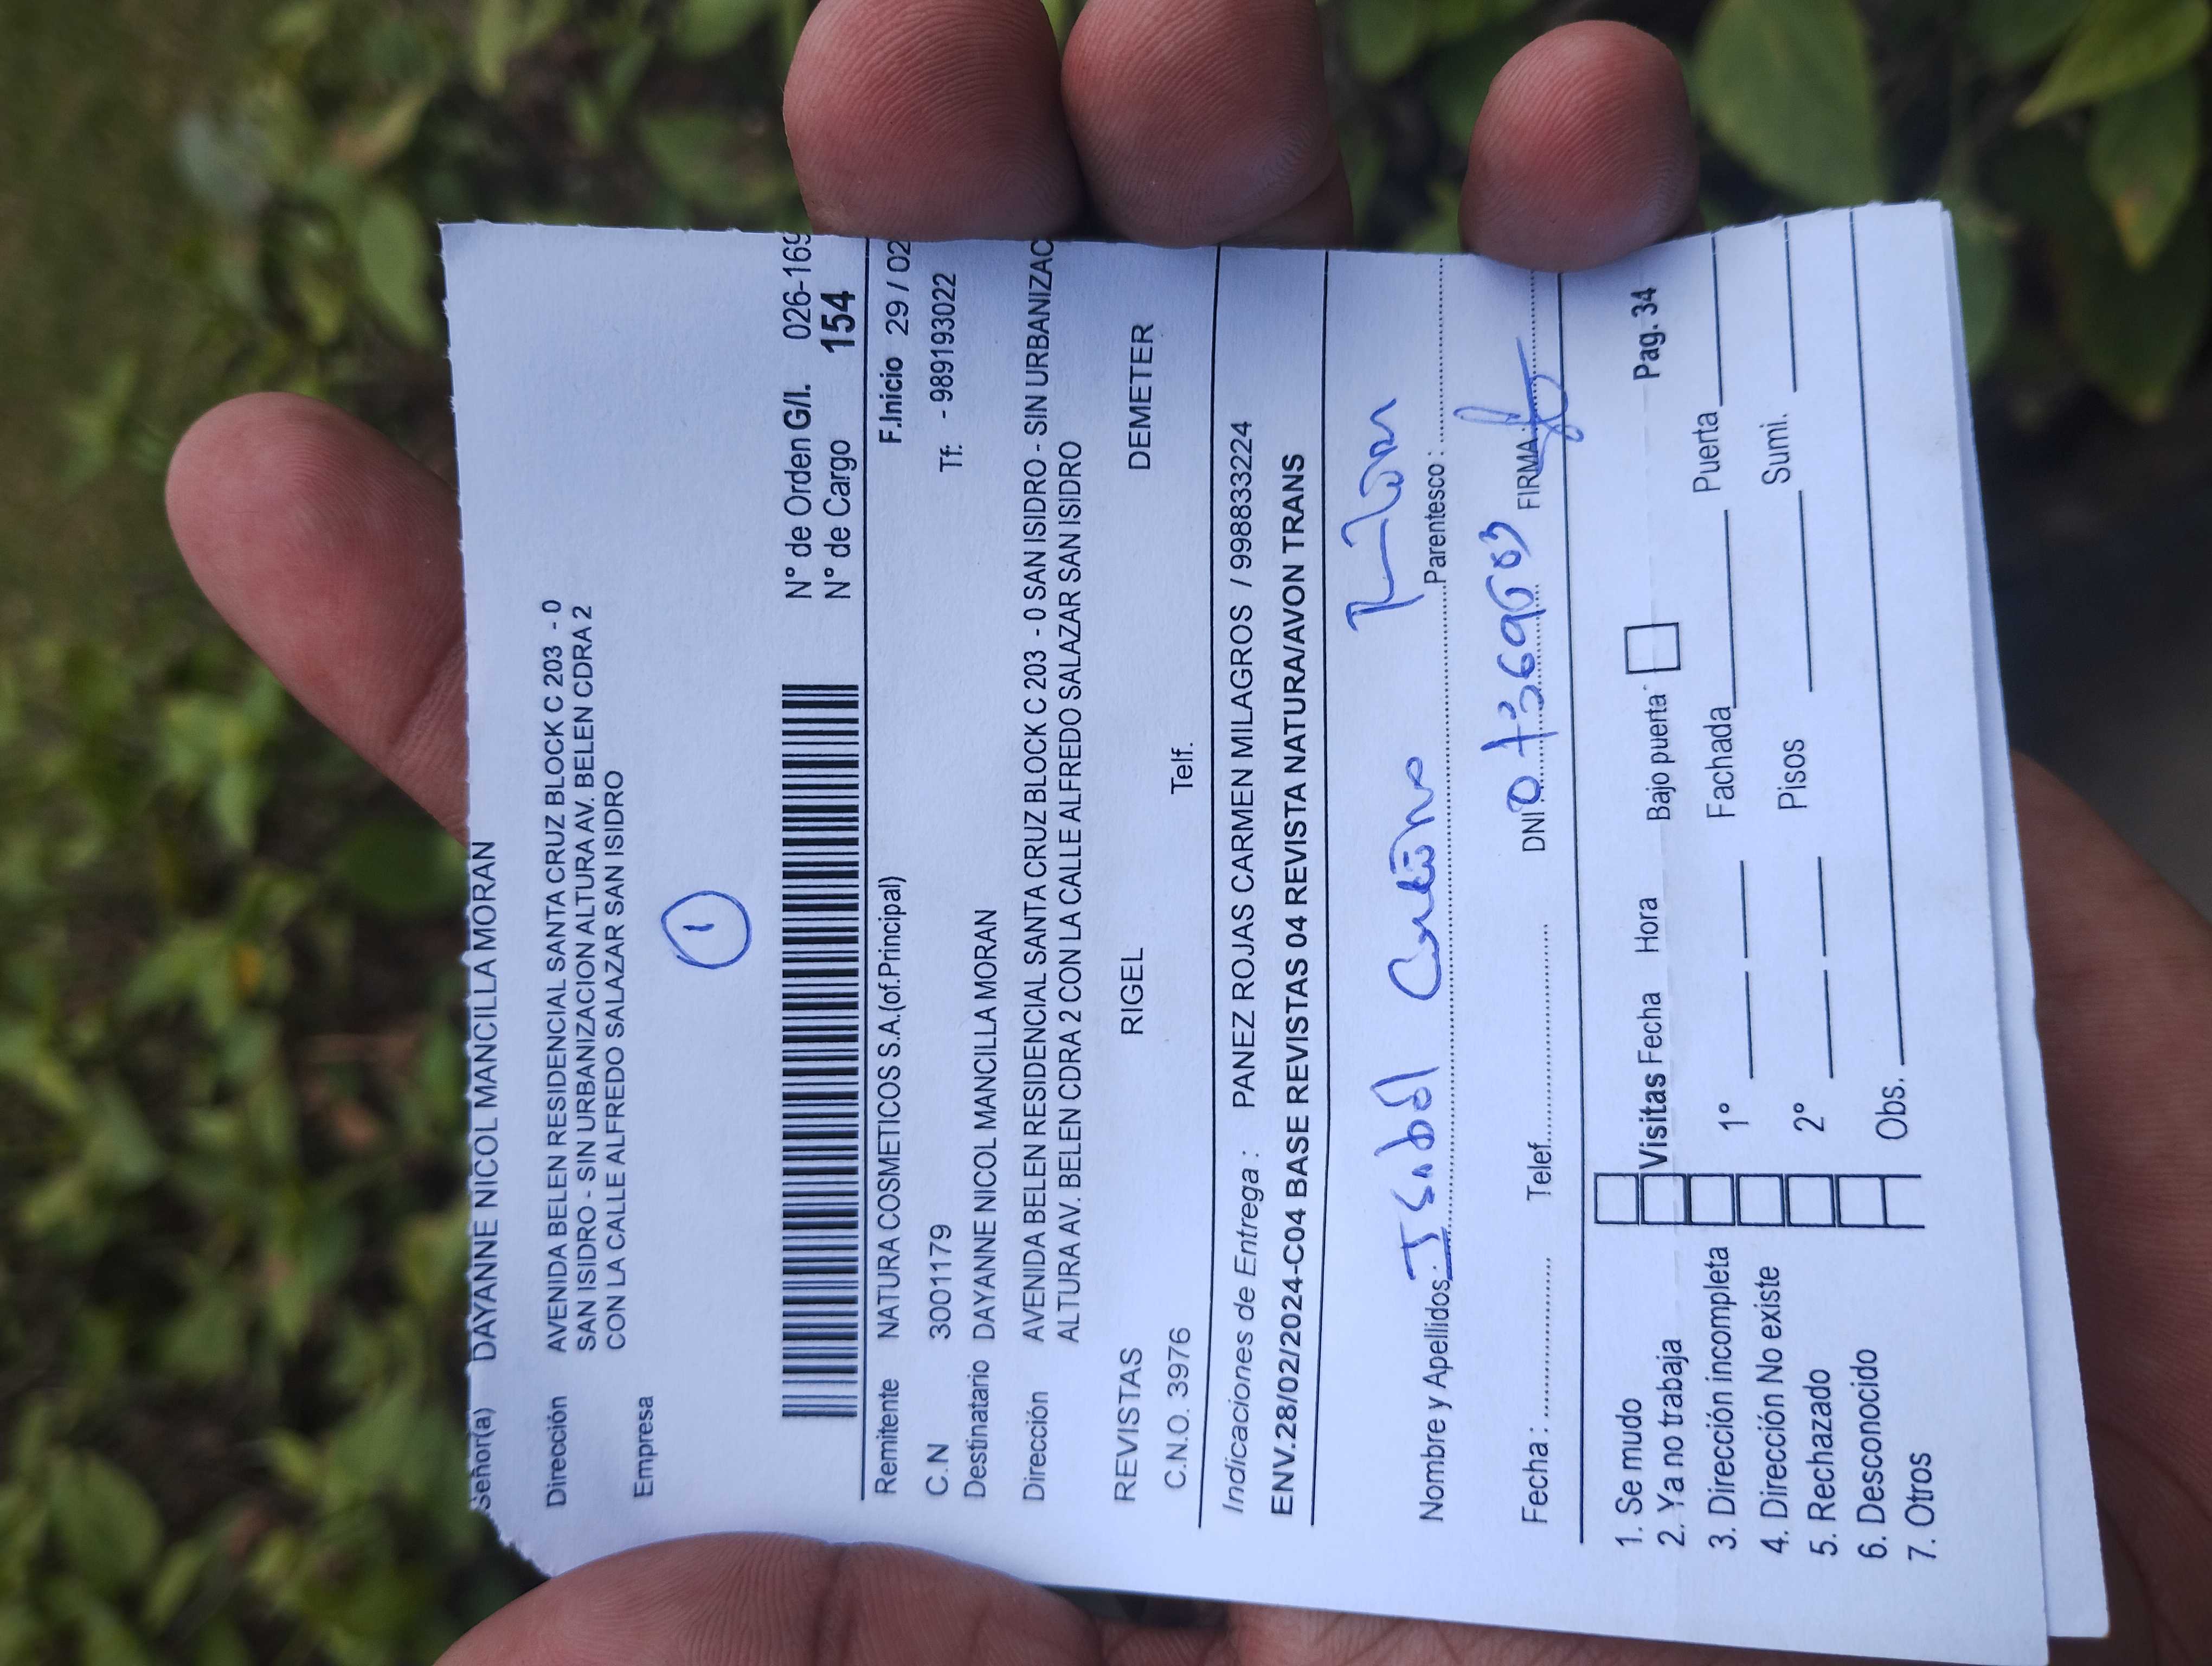 Señor(a) DAYANNE NICOL MANCILLA MORAN
Dirección AVENIDA BELEN RESIDENCIAL SANTA CRUZ BLOCK C 203 - 0
SAN ISIDRO - SIN URBANIZACION ALTURA AV. BELEN CDRA 2
CON LA CALLE ALFREDO SALAZAR SAN ISIDRO
Empresa
1
N° de Orden G/I. 026-169
N° de Cargo 154
Remitente NATURA COSMETICOS S.A.(of.Principal) F.Inicio 29 / 02
C.N 3001179 Tf: - 989193022
Destinatario DAYANNE NICOL MANCILLA MORAN
Dirección AVENIDA BELEN RESIDENCIAL SANTA CRUZ BLOCK C 203 - 0 SAN ISIDRO - SIN URBANIZAC
ALTURA AV. BELEN CDRA 2 CON LA CALLE ALFREDO SALAZAR SAN ISIDRO
REVISTAS RIGEL DEMETER
C.N.O. 3976 Telf.
Indicaciones de Entrega : PANEZ ROJAS CARMEN MILAGROS / 998833224
ENV.28/02/2024-C04 BASE REVISTAS 04 REVISTA NATURA/AVON TRANS
Nombre y Apellidos: Isabel Parentesco :
Fecha : Telef. DNI FIRMA
1. Se mudo
2. Ya no trabaja Visitas Fecha Hora Bajo puerta Pag. 34
3. Dirección incompleta 1° Fachada Puerta
4. Dirección No existe
5. Rechazado 2° Pisos Sumi.
6. Desconocido
7. Otros Obs.